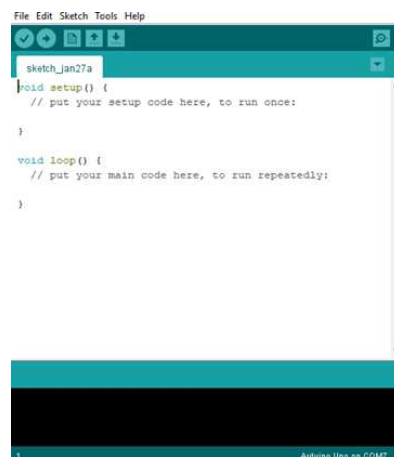 File Edit Sketch Tools Help
sketch_jan27a
void setup() {
// put your setup code here, to run once:
}
void loop() {
// put your main code here, to run repeatedly:
}
1
Arduino Uno on COM7